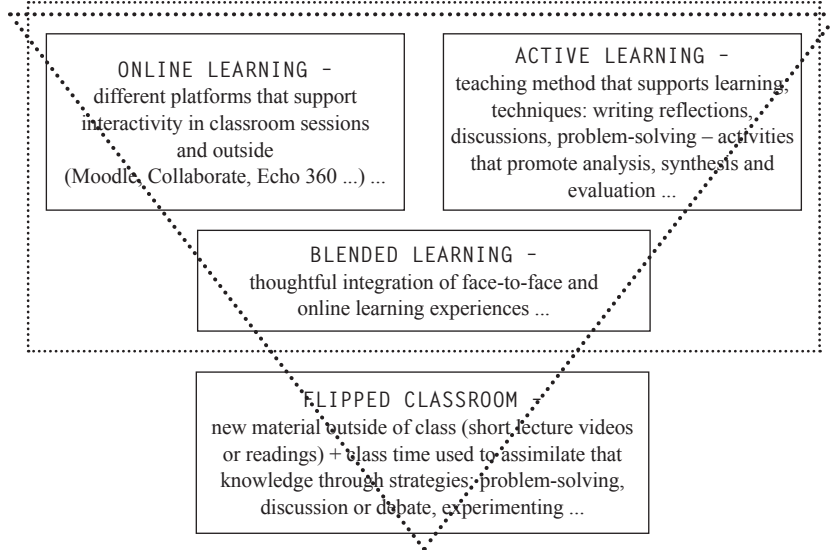 ONLINE LEARNING –
different platforms that support
interactivity in classroom sessions
and outside
(Moodle, Collaborate, Echo 360 ...) ...
ACTIVE LEARNING –
teaching method that supports learning;
techniques: writing reflections,
discussions, problem-solving – activities
that promote analysis, synthesis and
evaluation ...
BLENDED LEARNING –
thoughtful integration of face-to-face and
online learning experiences ...
FLIPPED CLASSROOM –
new material outside of class (short lecture videos
or readings) + class time used to assimilate that
knowledge through strategies: problem-solving,
discussion or debate, experimenting ...